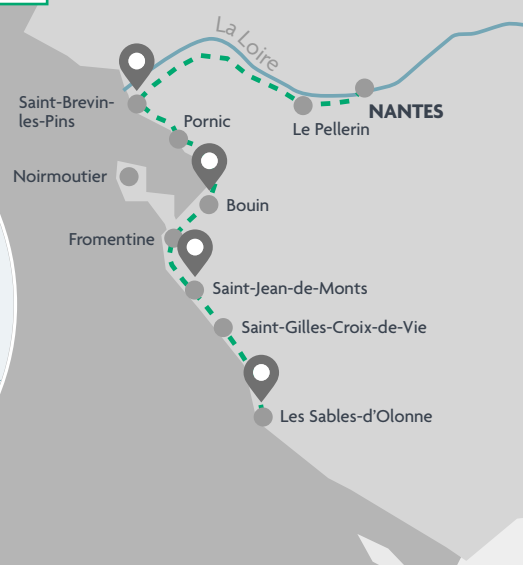 La Loire
Saint-Brevin-
les-Pins
NANTES
Pornic
Le Pellerin
Noirmoutier
Bouin
Fromentine
Saint-Jean-de-Monts
Saint-Gilles-Croix-de-Vie
Les Sables-d'Olonne